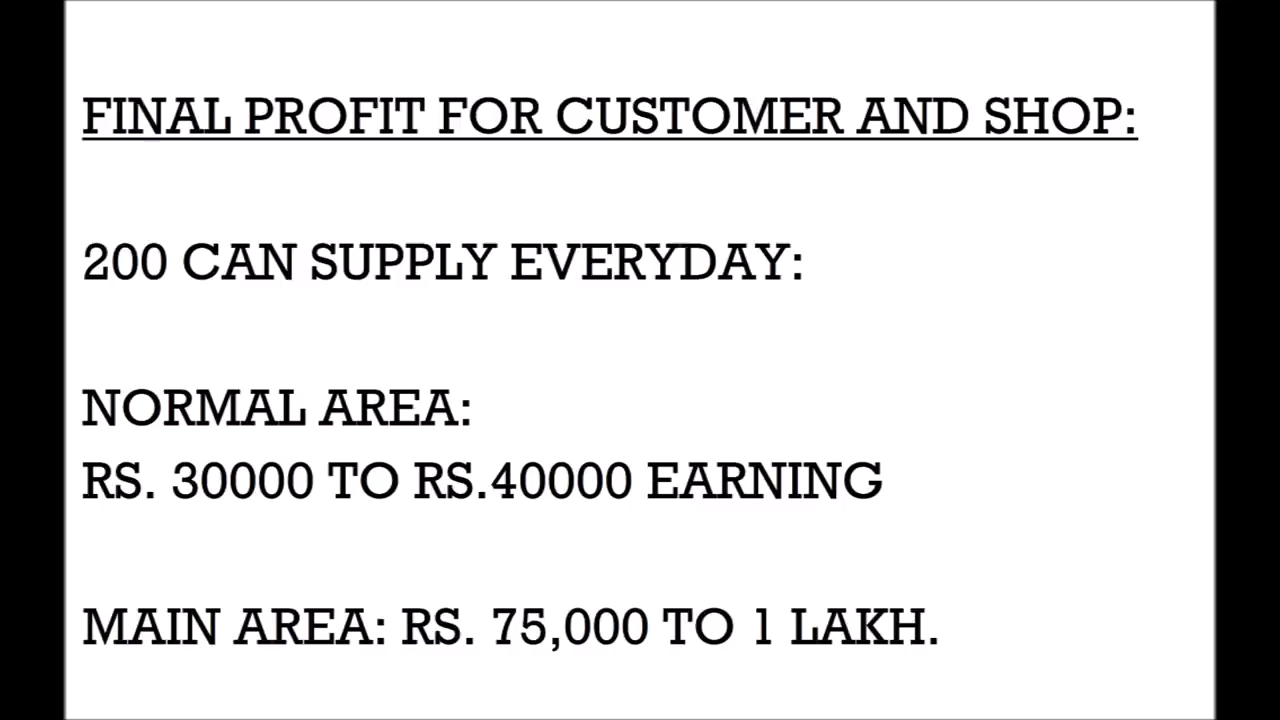 FINAL PROFIT FOR CUSTOMER AND SHOP:
200 CAN SUPPLY EVERYDAY:
NORMAL AREA:
RS. 30000 TO RS.40000 EARNING
MAIN AREA: RS. 75,000 TO 1 LAKH.